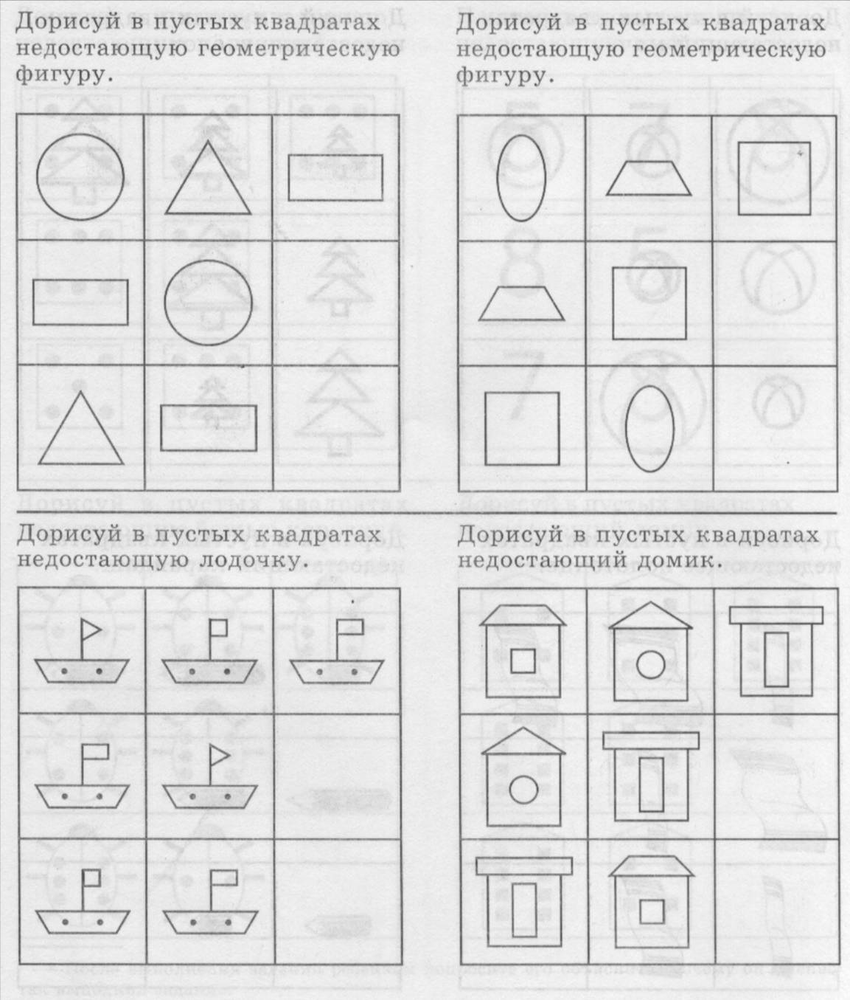 Дорисуй в пустых квадратах
недостающую геометрическую
фигуру.
Дорисуй в пустых квадратах
недостающую геометрическую
фигуру.
Дорисуй в пустых квадратах
недостающую лодочку.
Дорисуй в пустых квадратах
недостающий домик.